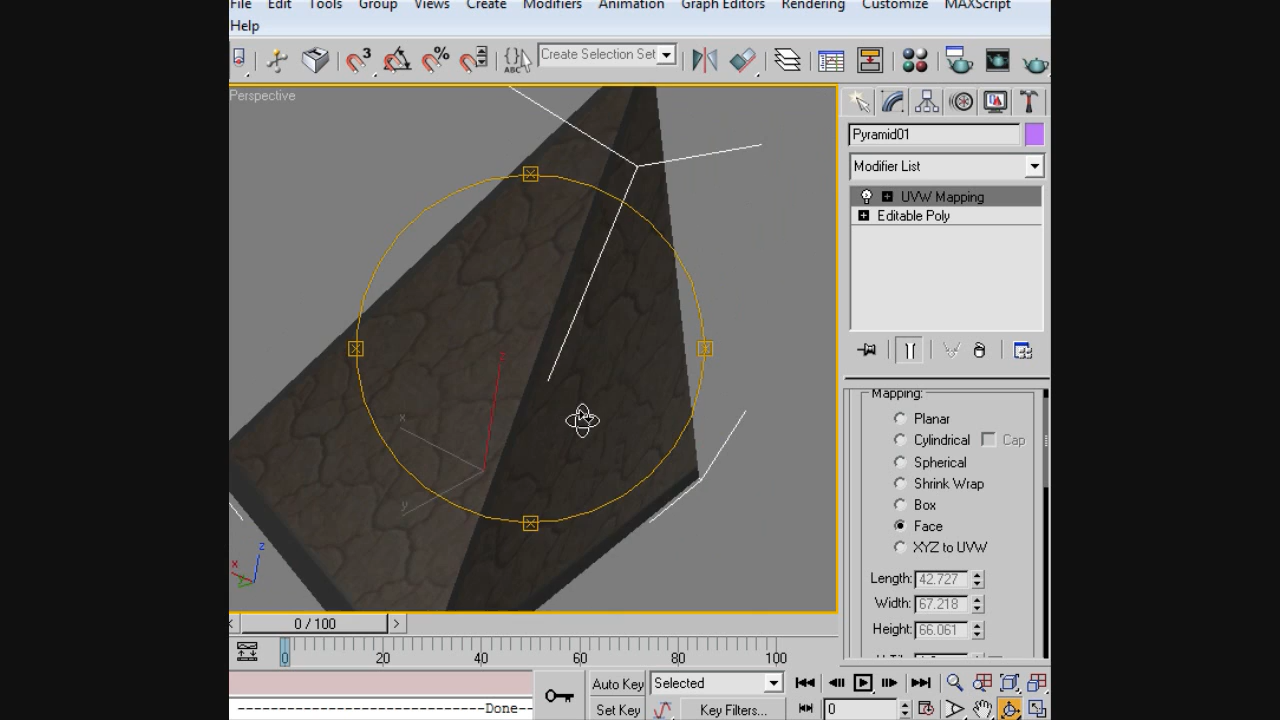 File Edit Tools Group Views Create Modifiers Animation Graph Editors Rendering Customize MAXScript
Help
3 % {} ABC Create Selection Set
Perspective
Pyramid01
Modifier List
UVW Mapping
Editable Poly
Mapping:
Planar
Cylindrical Cap
Spherical
Shrink Wrap
Box
Face
XYZ to UVW
Length: 42.727
Width: 67.218
Height: 66.061
z
x
y
z
x
y
< 0 / 100 >
0 20 40 60 80 100
Auto Key Selected
Done
Set Key Key Filters... 0